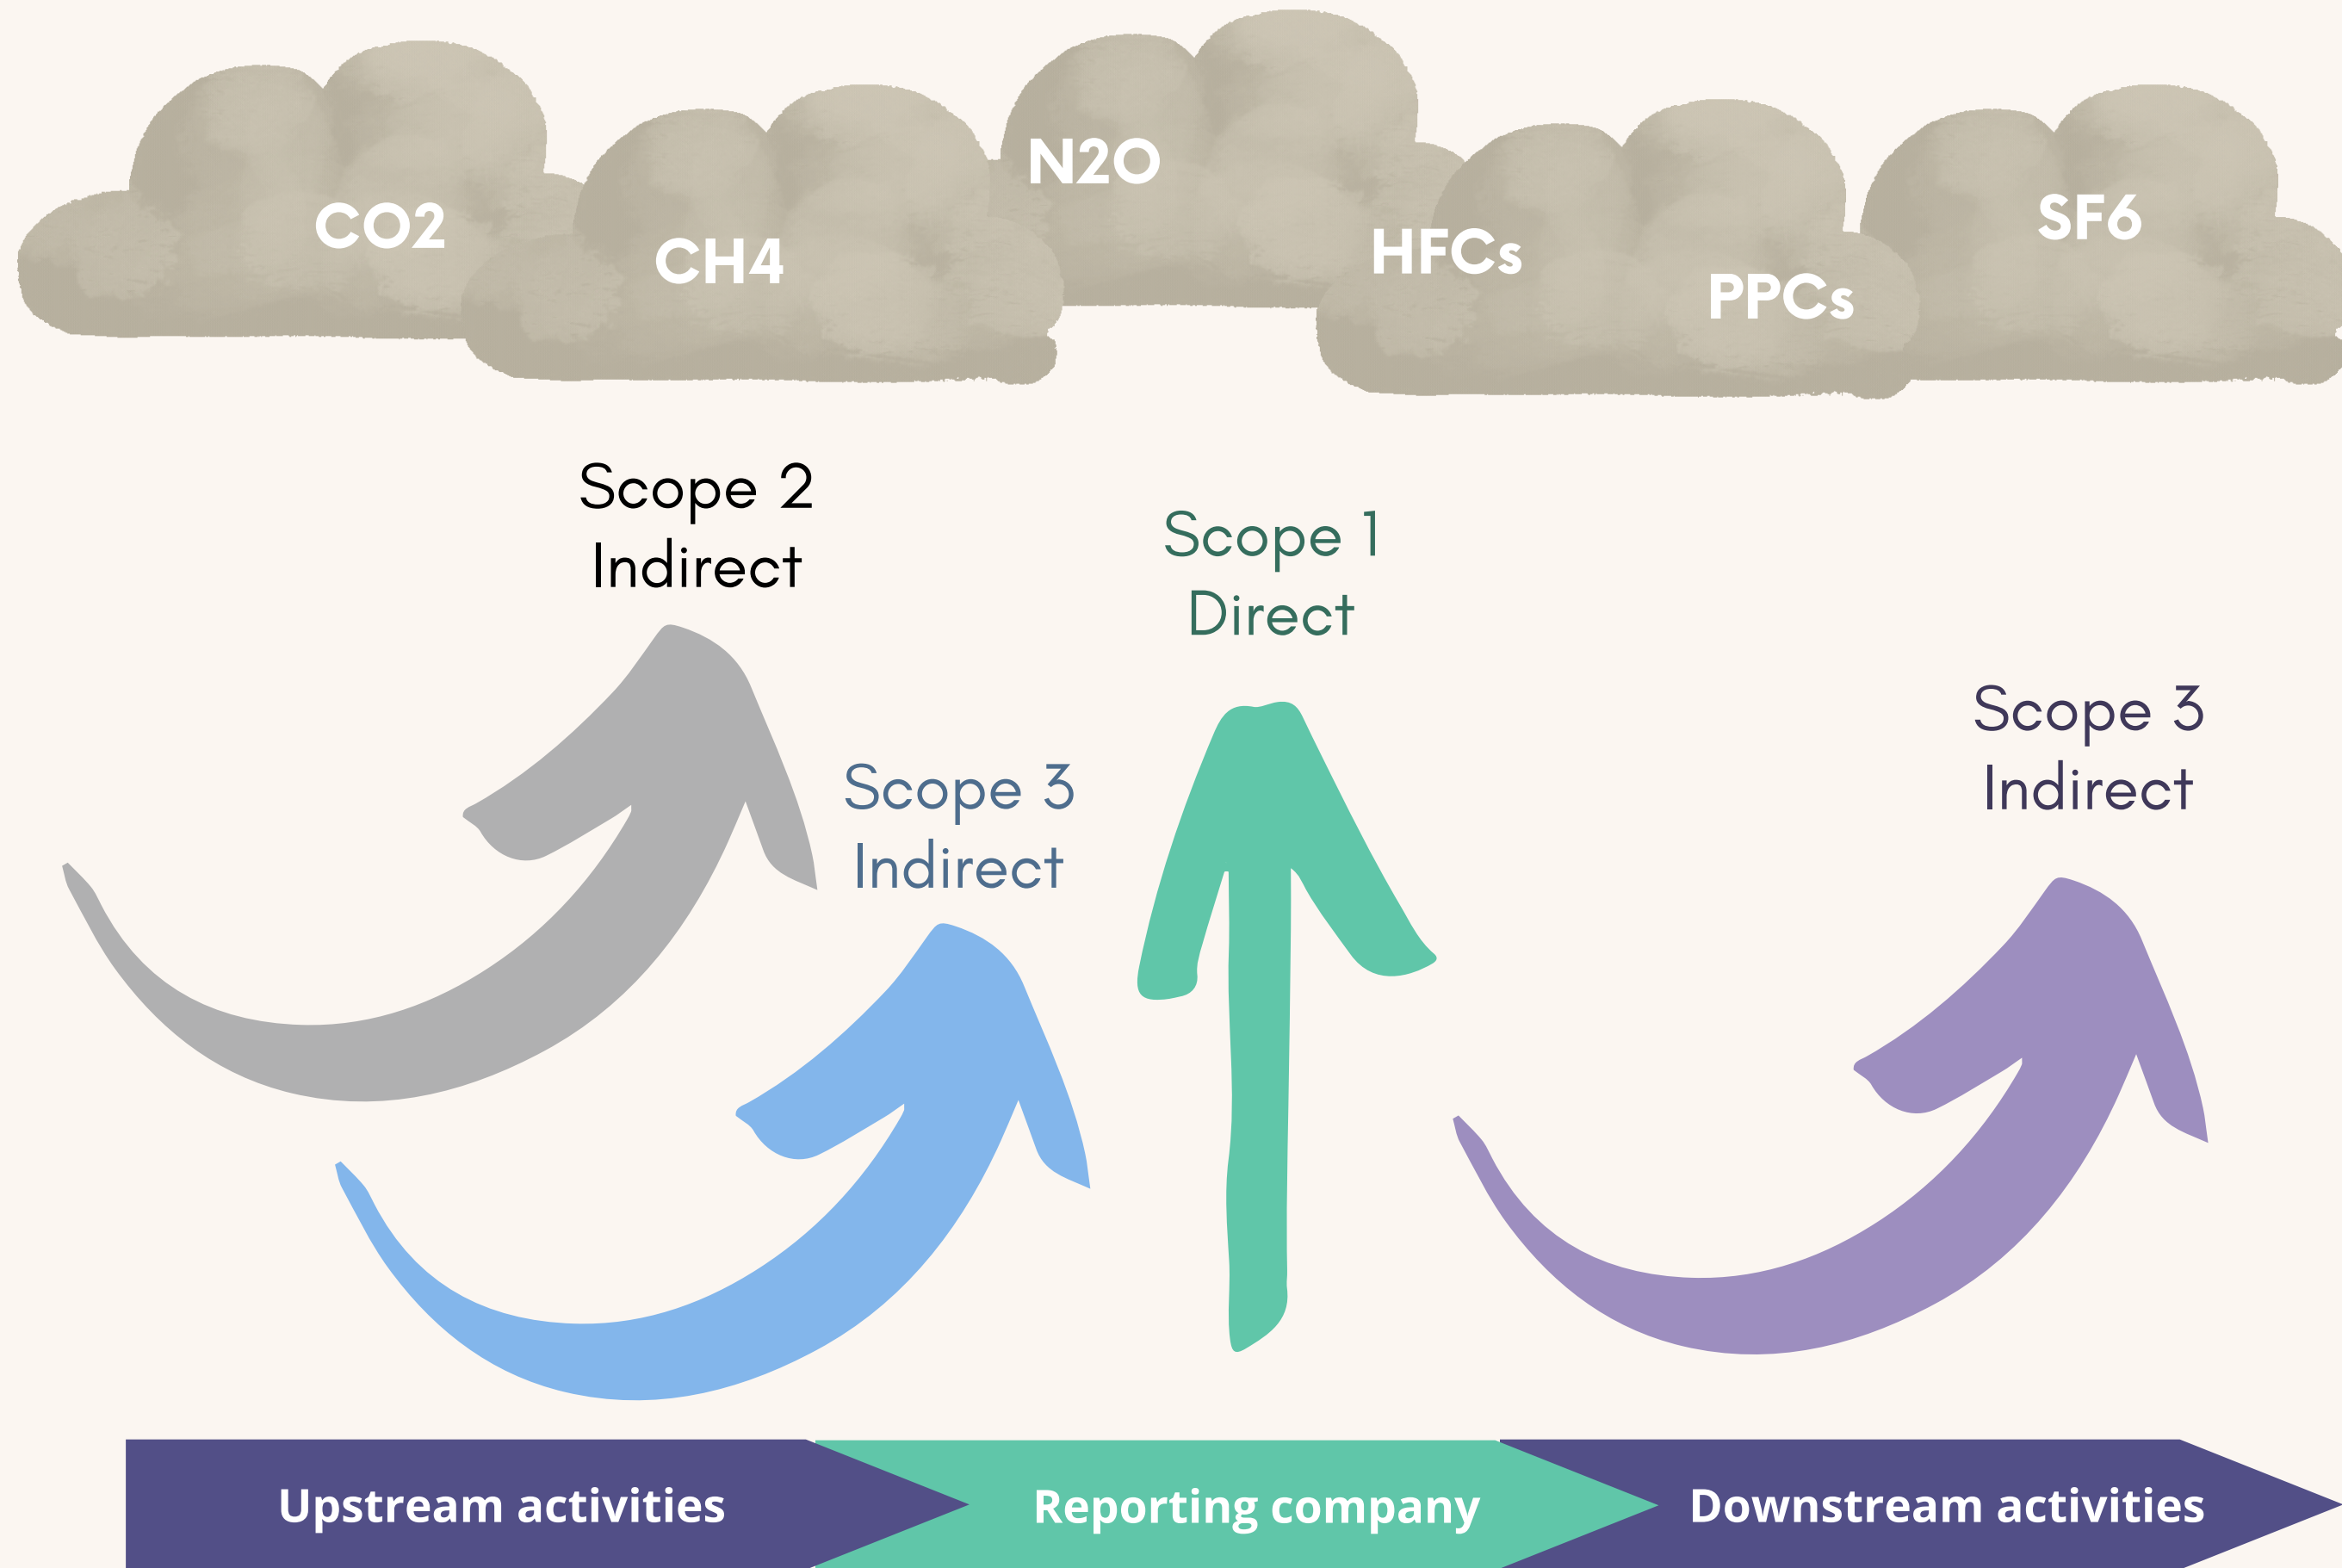 CO2
CH4
N2O
HFCs
PPCs
SF6
Scope 2
Indirect
Scope 3
Indirect
Scope 1
Direct
Scope 3
Indirect
Upstream activities
Reporting company
Downstream activities